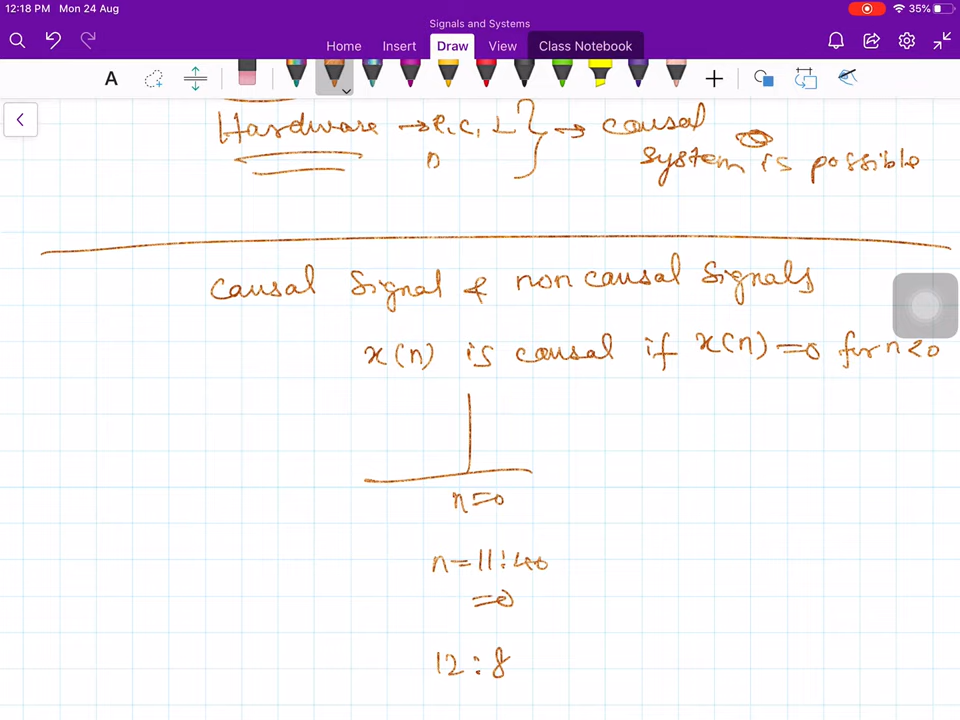 12:18 PM Mon 24 Aug
35%
Signals and Systems
Home Insert Draw View Class Notebook
A
Hardware → R, C, L } → causal
D
system is possible
causal signal & non causal signals
x(n) is causal if x(n) = 0 for n < 0
n=0
n = 11:40
=0
12:8